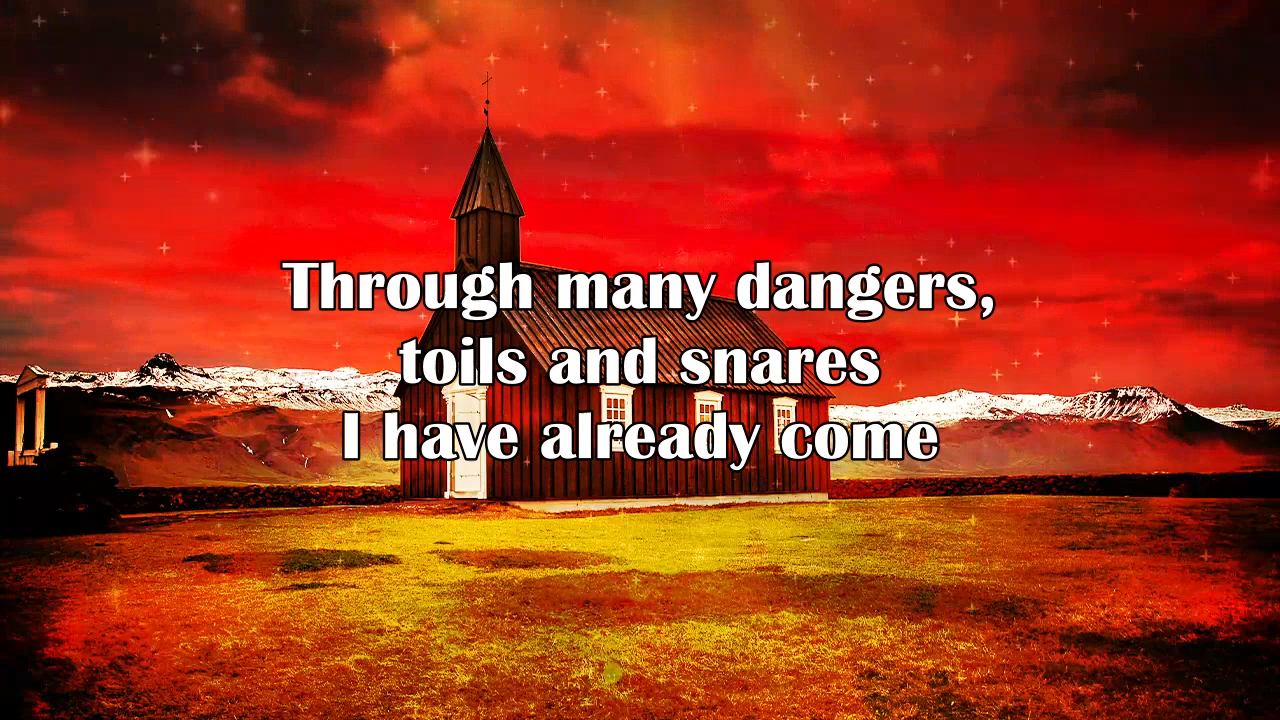 Through many dangers,
toils and snares
I have already come